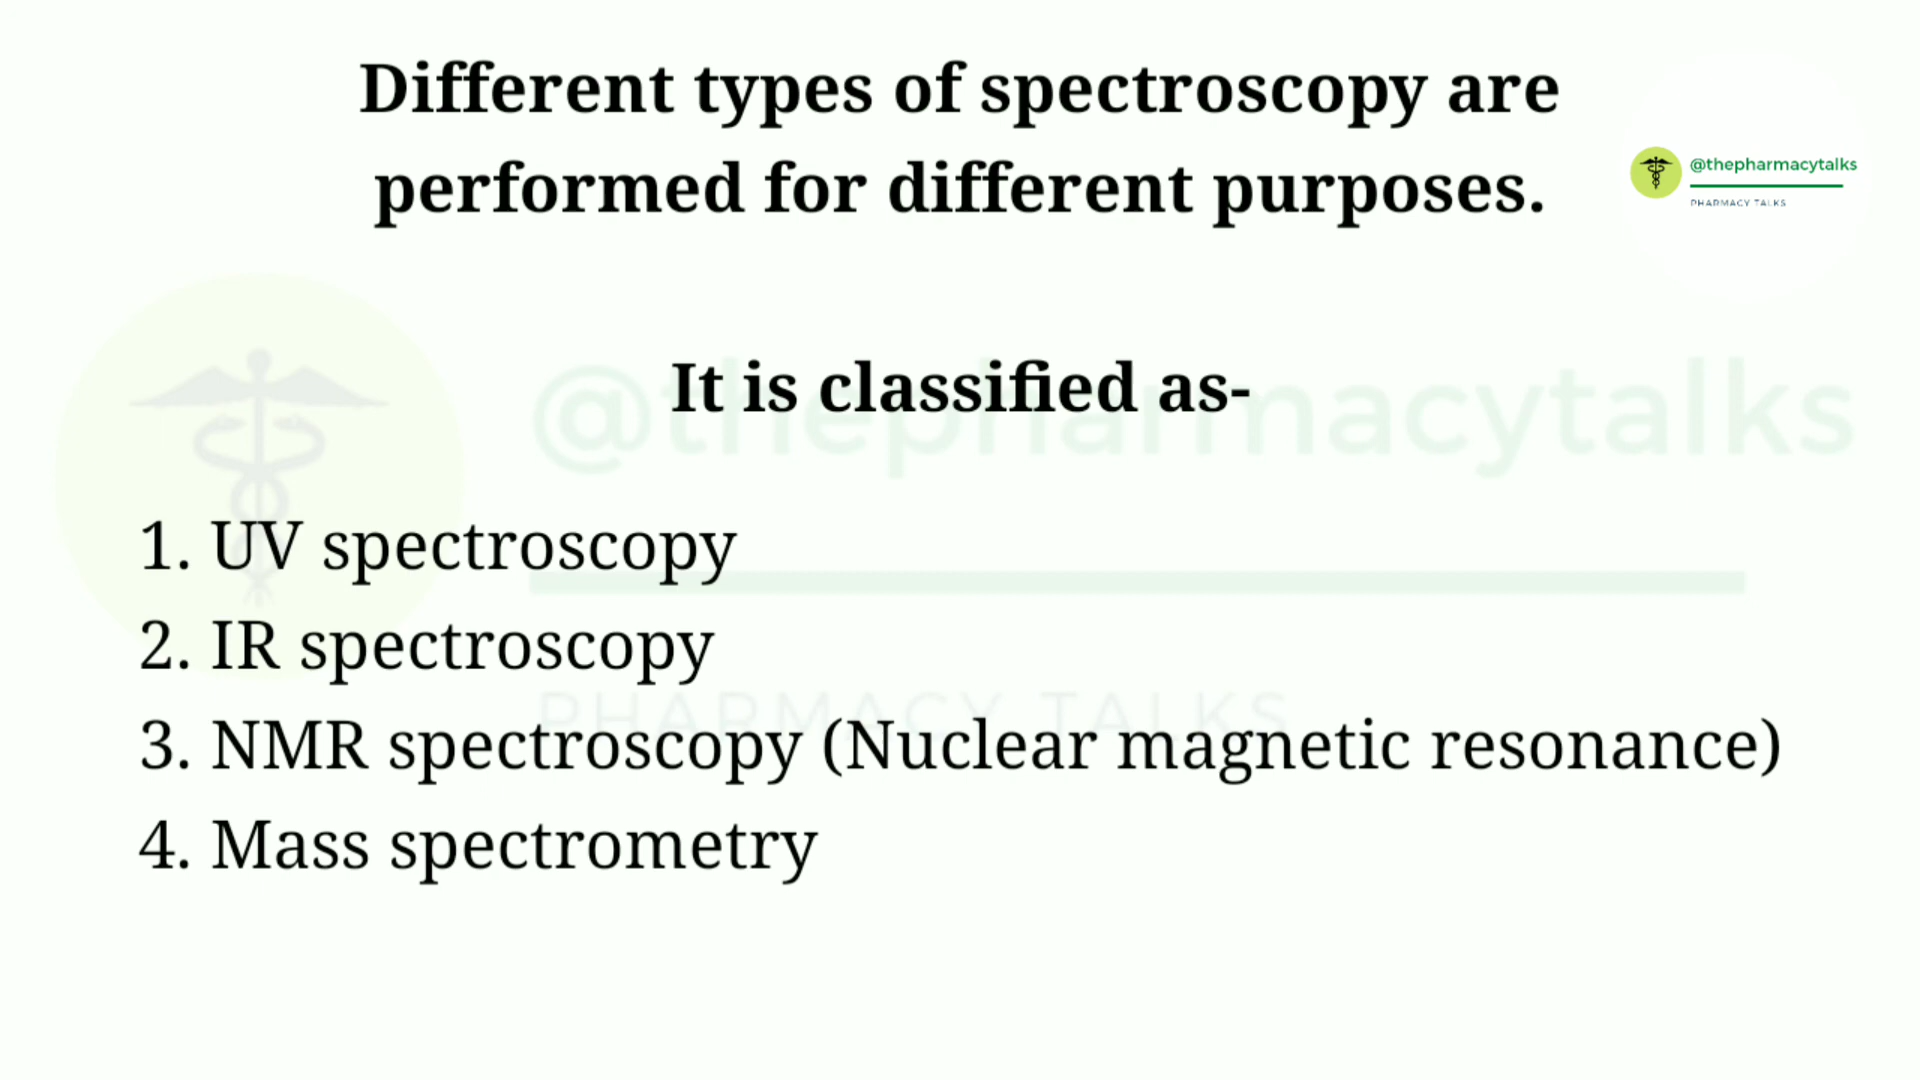 Different types of spectroscopy are
performed for different purposes.
@thepharmacytalks
PHARMACY TALKS
It is classified as-
@thepharmacytalks
1. UV spectroscopy
2. IR spectroscopy
PHARMACY TALKS
3. NMR spectroscopy (Nuclear magnetic resonance)
4. Mass spectrometry